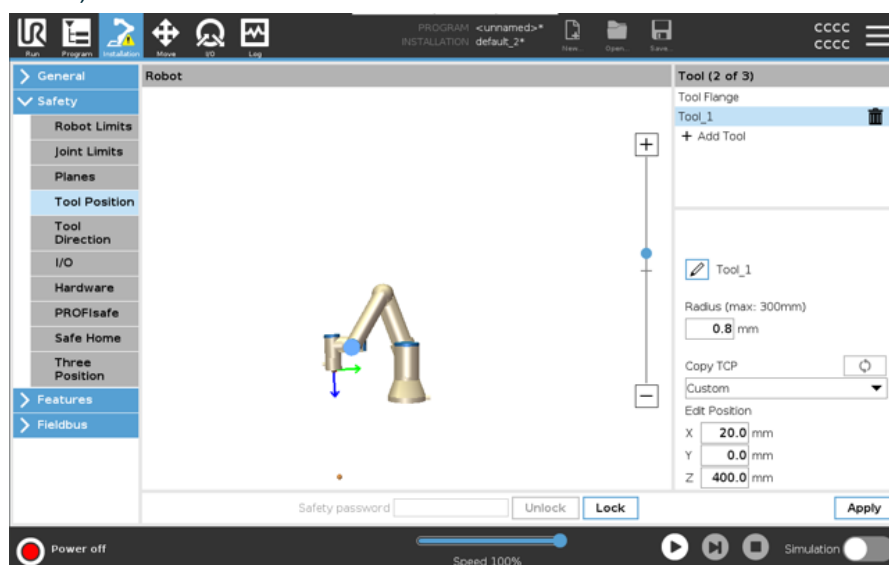 UR
PROGRAM <unnamed>*
INSTALLATION default_2*
CCCC
CCCC
Run Program Installation Move I/O Log New... Open... Save...
General
Robot
Tool (2 of 3)
Safety
Tool Flange
Tool_1
+ Add Tool
Robot Limits
Joint Limits
Planes
Tool Position
Tool
Direction
I/O
Hardware
PROFIsafe
Safe Home
Three
Position
Features
Fieldbus
Tool_1
Radius (max: 300mm)
0.8 mm
Copy TCP
Custom
Edit Position
X 20.0 mm
Y 0.0 mm
Z 400.0 mm
Safety password Unlock Lock
Apply
Power off
Speed 100%
Simulation